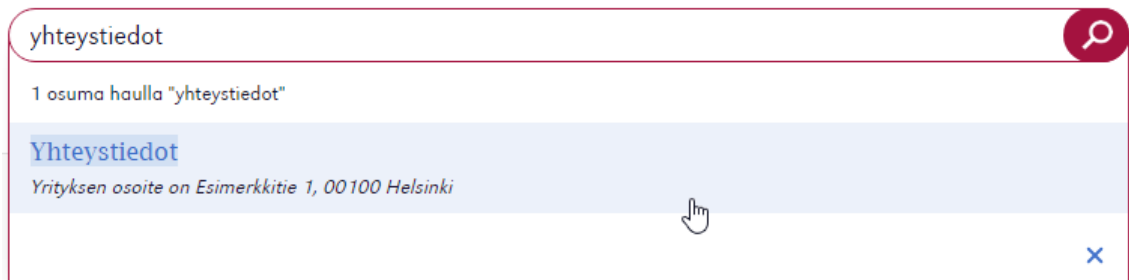 yhteystiedot
1 osuma haulla "yhteystiedot"
Yhteystiedot
Yrityksen osoite on Esimerkkitie 1, 00100 Helsinki